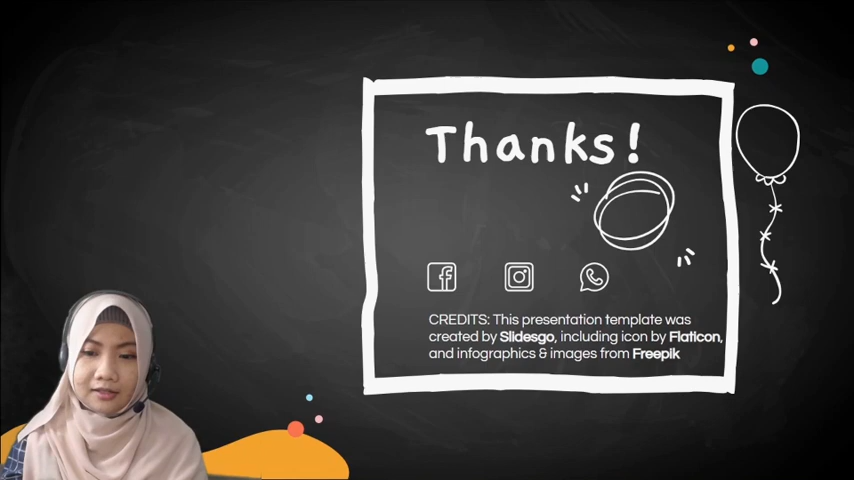 Thanks!
CREDITS: This presentation template was
created by Slidesgo, including icon by Flaticon,
and infographics & images from Freepik